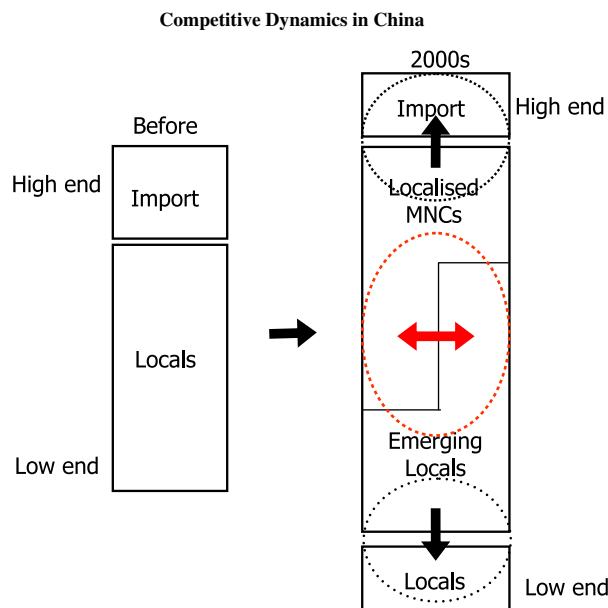 Competitive Dynamics in China
Before
High end
Import
Locals
Low end
2000s
Import
High end
Localised
MNCs
Emerging
Locals
Locals
Low end